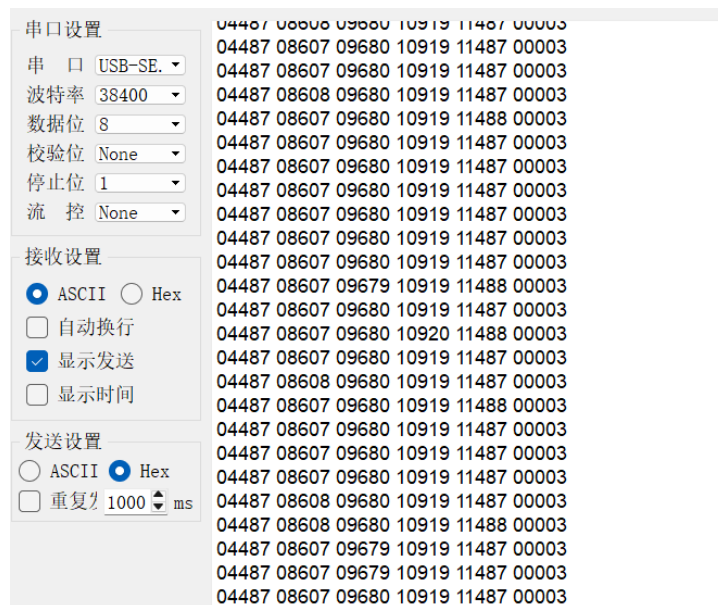 串口设置
串 口 USB-SE.
波特率 38400
数据位 8
校验位 None
停止位 1
流 控 None
接收设置
ASCII Hex
自动换行
显示发送
显示时间
发送设置
ASCII Hex
重复发 1000 ms
04487 08608 09680 10919 11487 00003
04487 08607 09680 10919 11487 00003
04487 08607 09680 10919 11487 00003
04487 08608 09680 10919 11487 00003
04487 08607 09680 10919 11488 00003
04487 08607 09680 10919 11487 00003
04487 08607 09680 10919 11487 00003
04487 08607 09680 10919 11487 00003
04487 08607 09680 10919 11487 00003
04487 08607 09680 10919 11487 00003
04487 08607 09680 10919 11487 00003
04487 08607 09679 10919 11488 00003
04487 08607 09680 10919 11487 00003
04487 08607 09680 10920 11488 00003
04487 08607 09680 10919 11487 00003
04487 08608 09680 10919 11487 00003
04487 08607 09680 10919 11488 00003
04487 08607 09680 10919 11487 00003
04487 08607 09680 10919 11487 00003
04487 08607 09680 10919 11487 00003
04487 08608 09680 10919 11487 00003
04487 08608 09680 10919 11488 00003
04487 08607 09679 10919 11487 00003
04487 08607 09679 10919 11487 00003
04487 08607 09680 10919 11487 00003